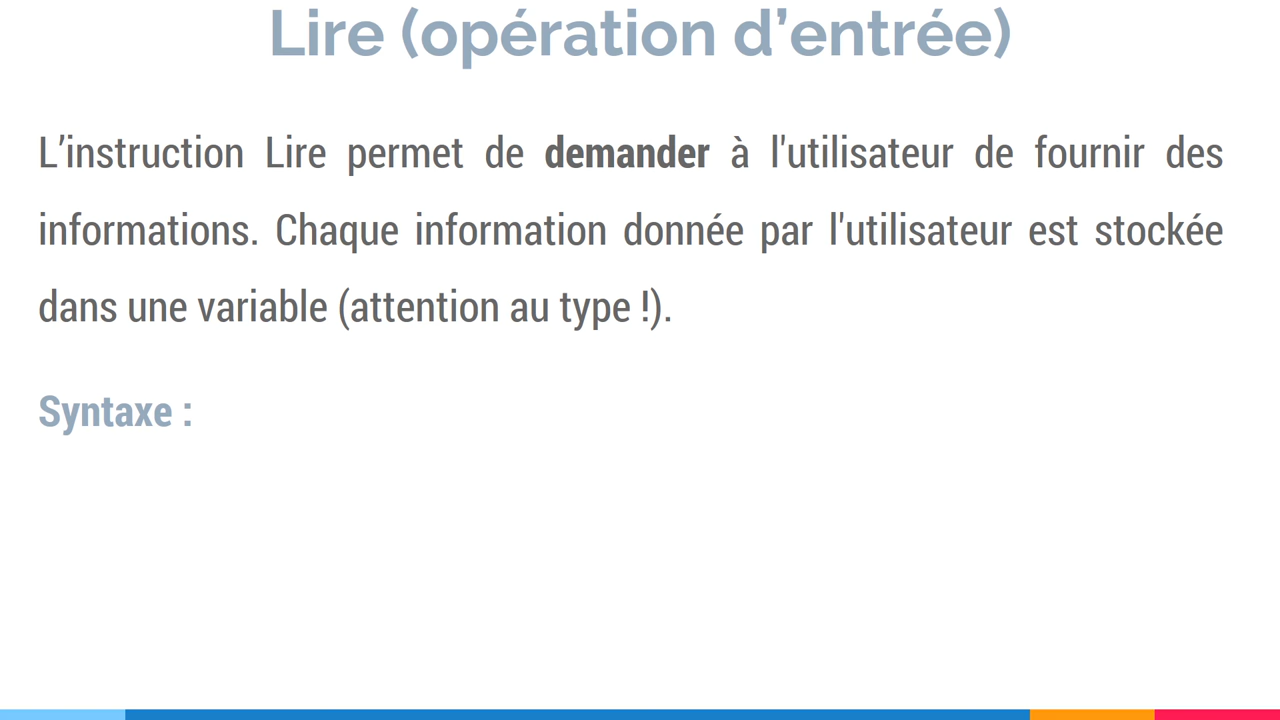 Lire (opération d’entrée)
L’instruction Lire permet de demander à l'utilisateur de fournir des
informations. Chaque information donnée par l'utilisateur est stockée
dans une variable (attention au type !).
Syntaxe :